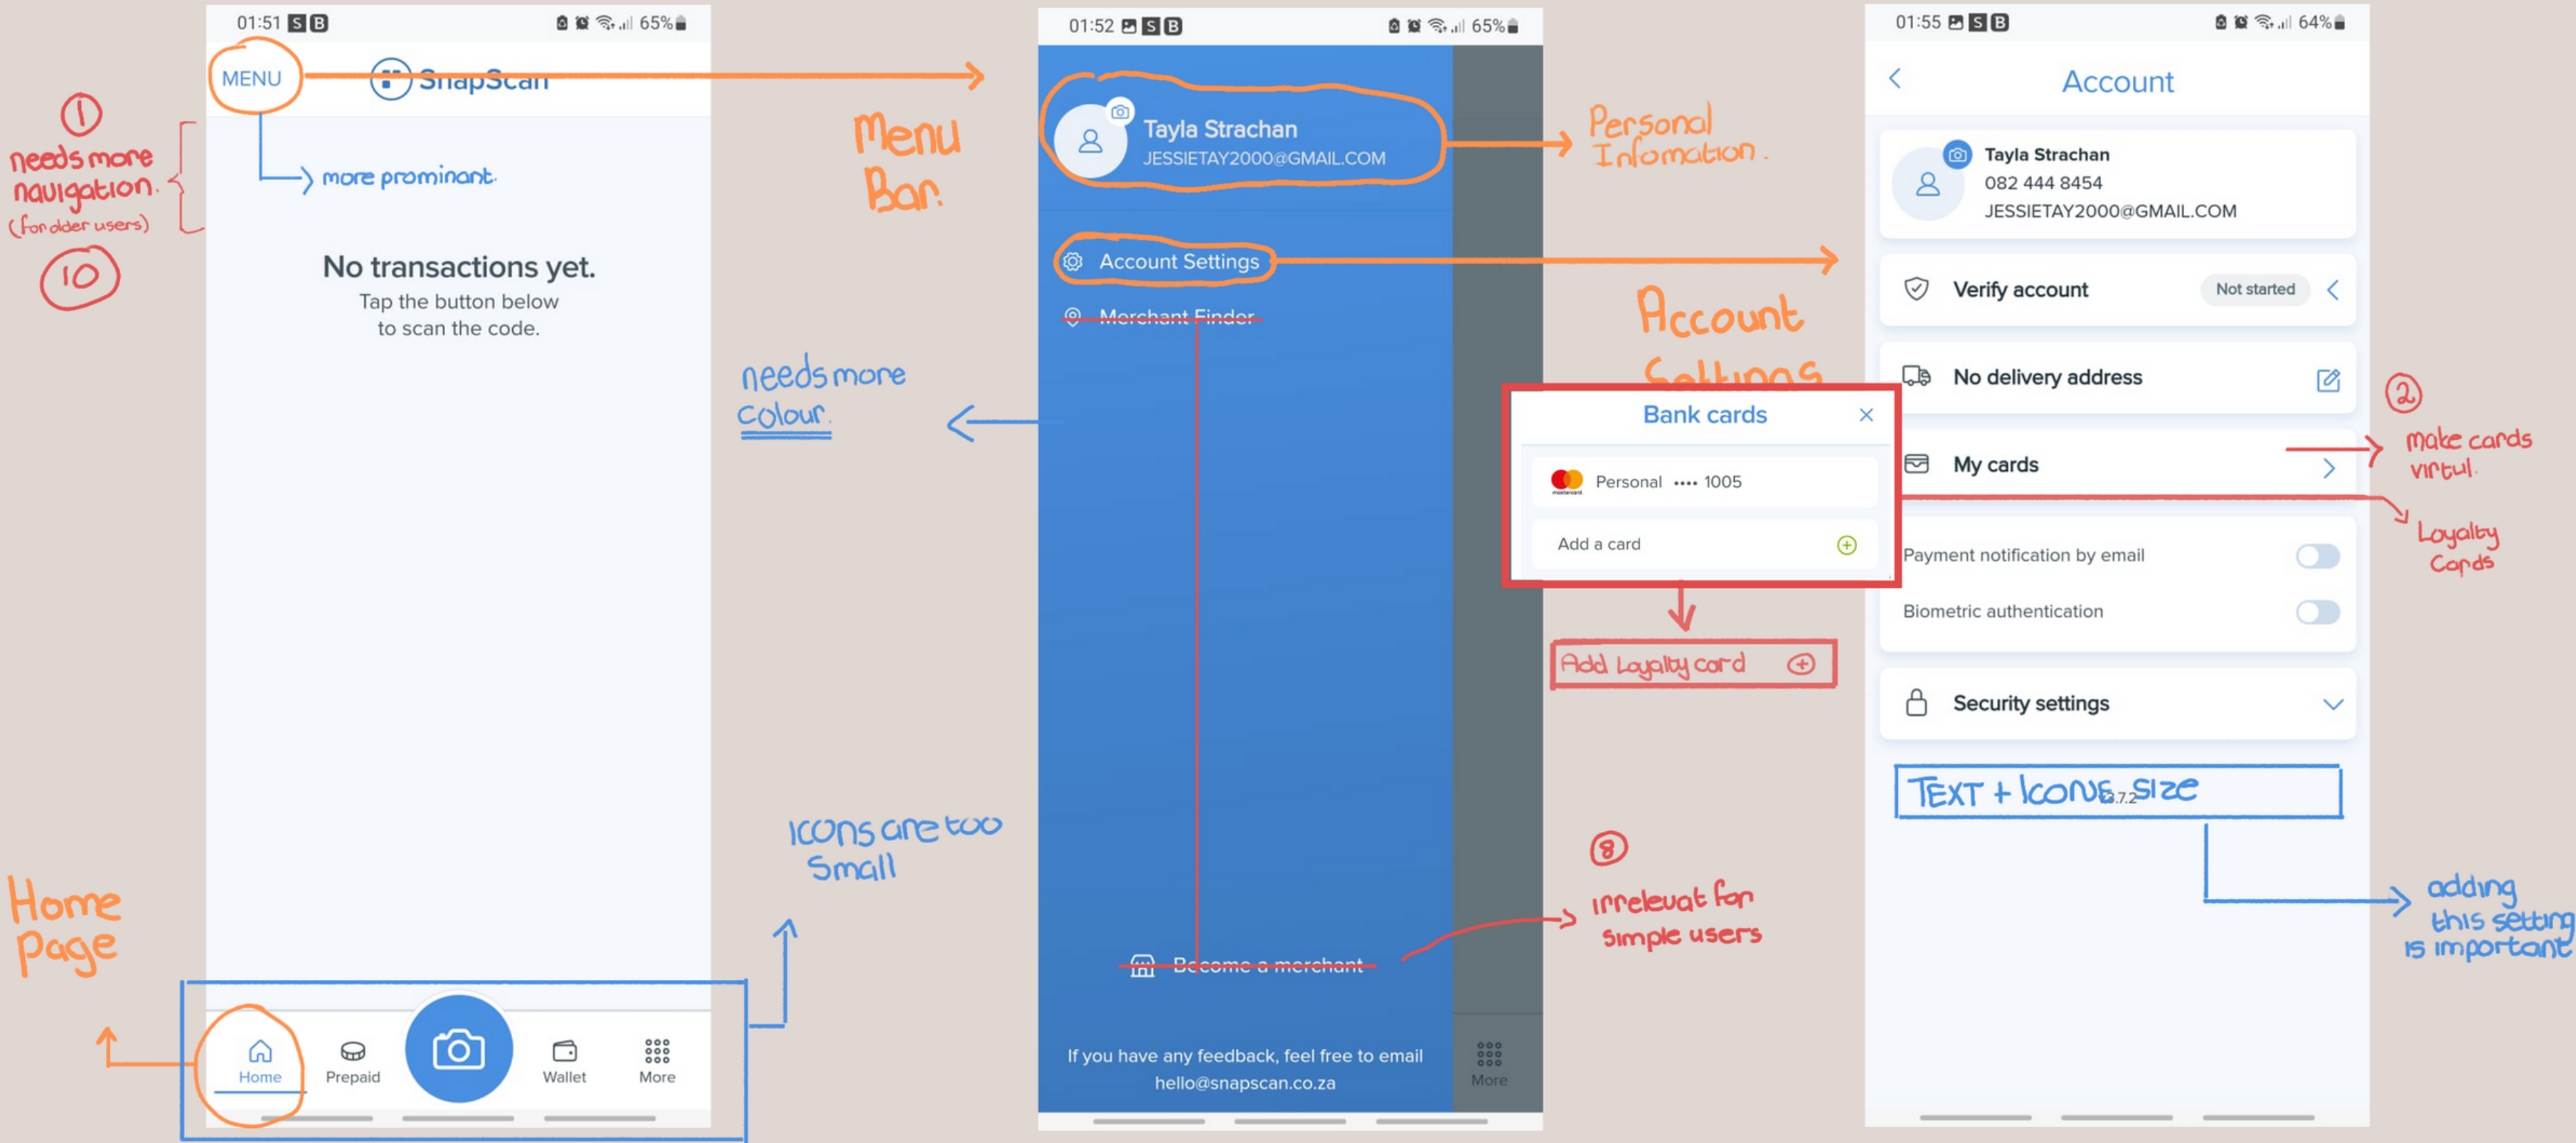 01:51 S B 65%
MENU
SnapScan
①
needs more
navigation.
(for older users)
10
more prominant.
No transactions yet.
Tap the button below
to scan the code.
Home
page
Home
Prepaid
Wallet
More
icons are too
small
needs more
colour.
Menu
Bar.
01:52 S B 65%
Tayla Strachan
JESSIETAY2000@GMAIL.COM
Personal
Infomation.
Account Settings
Merchant Finder
Account
Settings
Bank cards
mastercard
Personal •••• 1005
Add a card
Add Loyalty card +
⑧
irrelevat for
simple users
Become a merchant
If you have any feedback, feel free to email
hello@snapscan.co.za
More
01:55 S B 64%
Account
Tayla Strachan
082 444 8454
JESSIETAY2000@GMAIL.COM
Verify account Not started
No delivery address
My cards
②
make cards
virtul.
Loyalty
Cards
Payment notification by email
Biometric authentication
Security settings
TEXT + ICONS SIZE
adding
this setting
is important